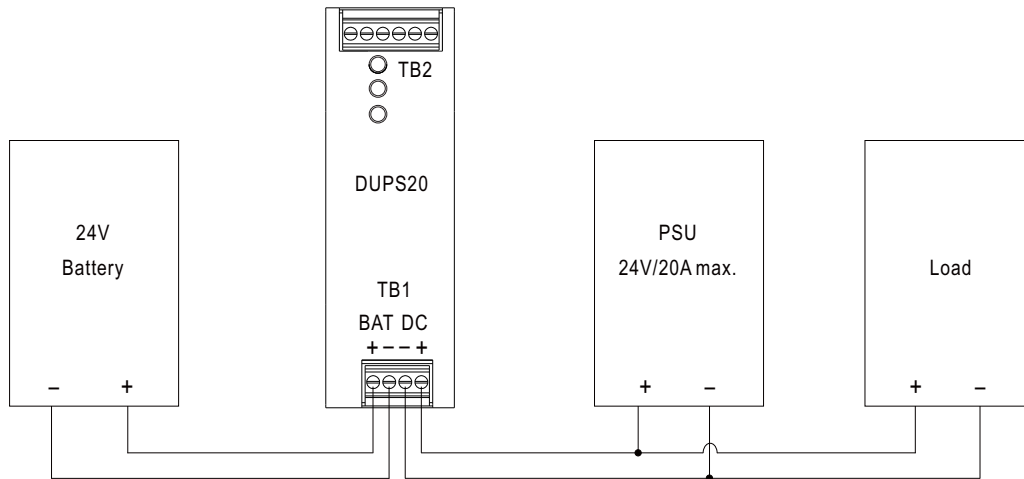 TB2
DUPS20
24V
Battery
PSU
24V/20A max.
Load
TB1
BAT DC
+ – – +
– +
+ –
+ –